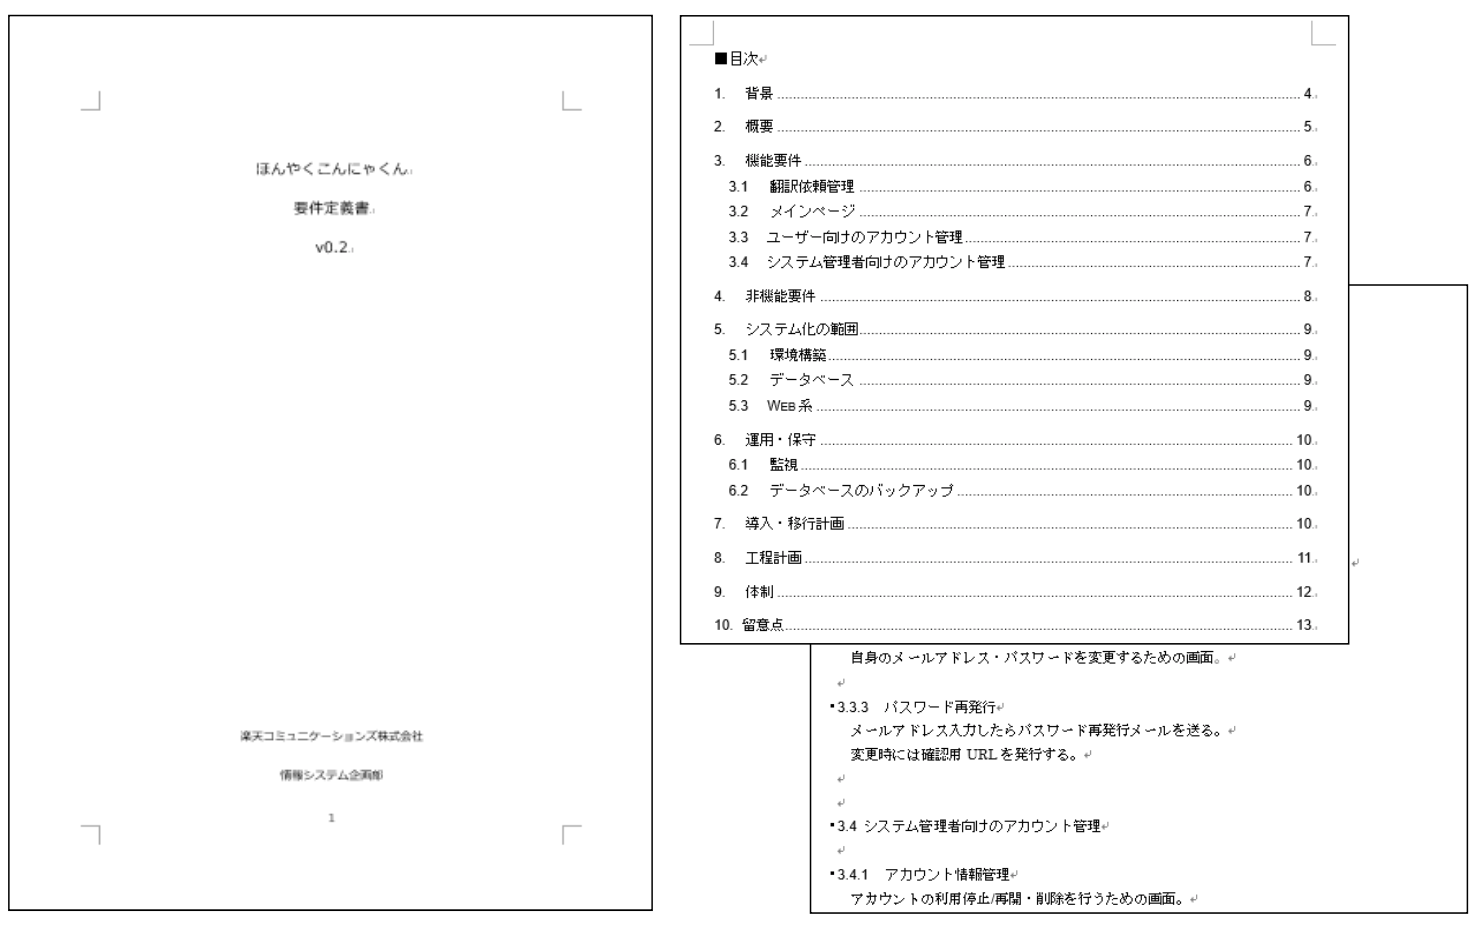 ほんやくこんにゃくん
要件定義書
v0.2
楽天コミュニケーションズ株式会社
情報システム企画部
1
■目次
1. 背景 4
2. 概要 5
3. 機能要件 6
3.1 翻訳依頼管理 6
3.2 メインページ 7
3.3 ユーザー向けのアカウント管理 7
3.4 システム管理者向けのアカウント管理 7
4. 非機能要件 8
5. システム化の範囲 9
5.1 環境構築 9
5.2 データベース 9
5.3 WEB系 9
6. 運用・保守 10
6.1 監視 10
6.2 データベースのバックアップ 10
7. 導入・移行計画 10
8. 工程計画 11
9. 体制 12
10. 留意点 13
自身のメールアドレス・パスワードを変更するための画面。
▪3.3.3 パスワード再発行
メールアドレス入力したらパスワード再発行メールを送る。
変更時には確認用 URL を発行する。
▪3.4 システム管理者向けのアカウント管理
▪3.4.1 アカウント情報管理
アカウントの利用停止/再開・削除を行うための画面。